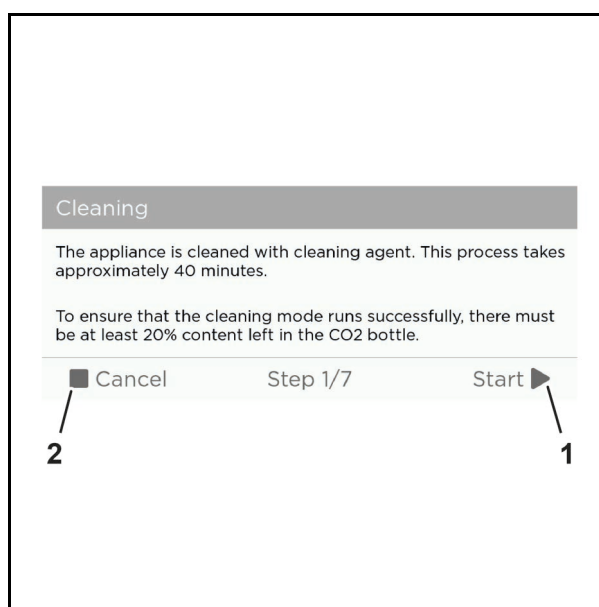 Cleaning
The appliance is cleaned with cleaning agent. This process takes
approximately 40 minutes.
To ensure that the cleaning mode runs successfully, there must
be at least 20% content left in the CO2 bottle.
Cancel Step 1/7 Start
2 1